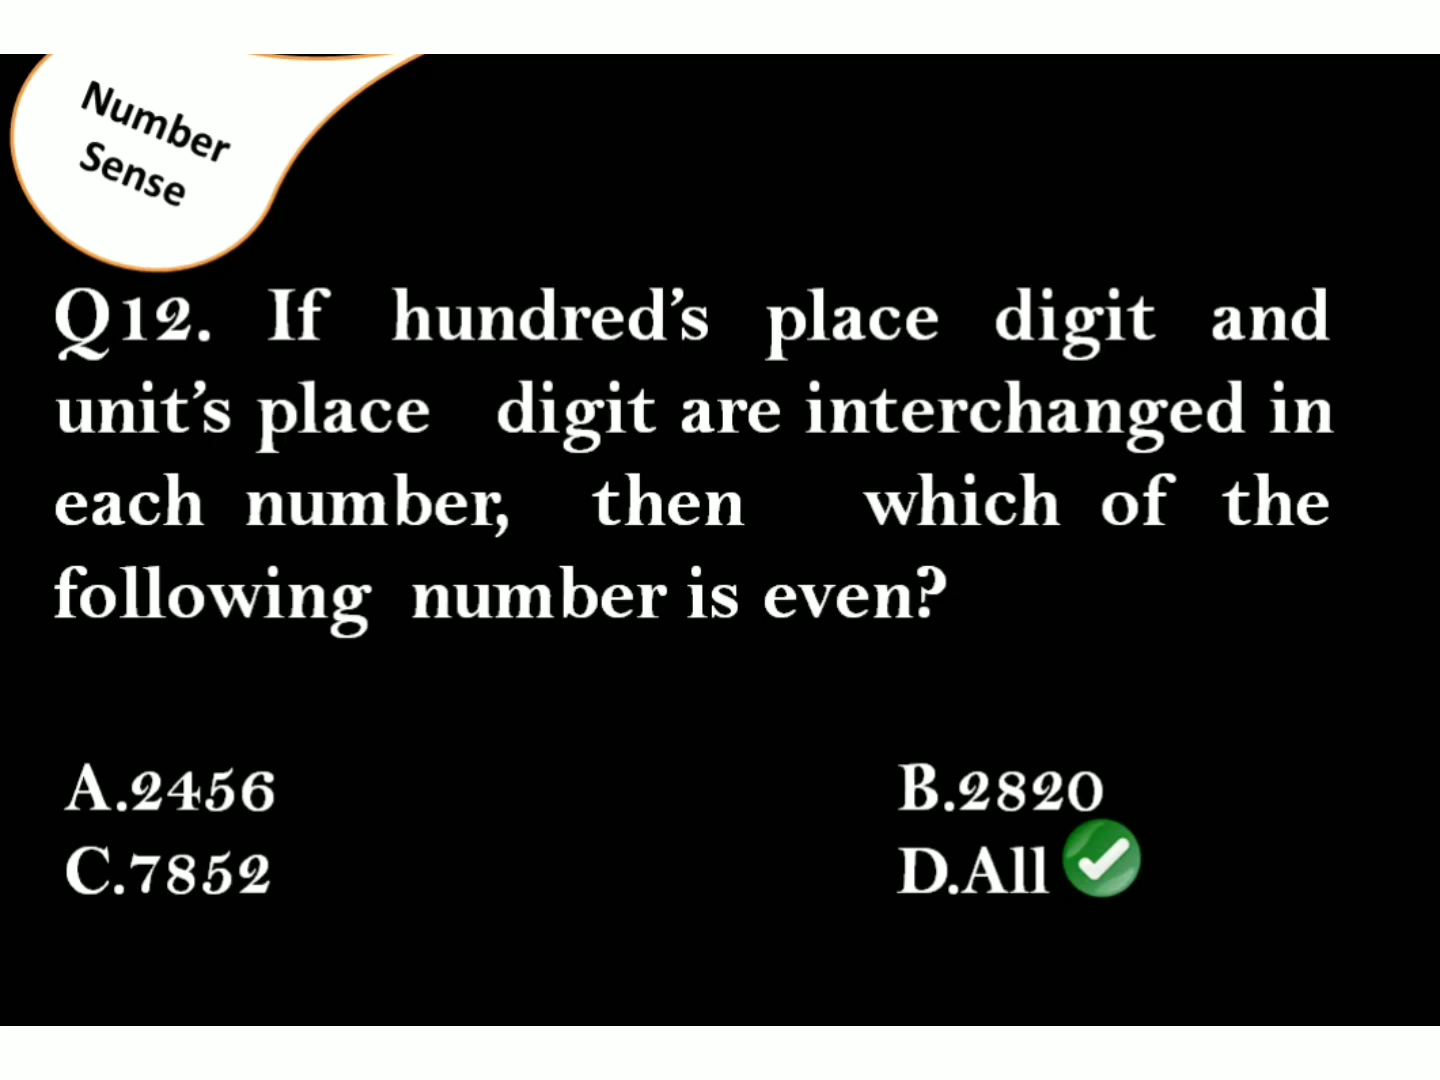 Number
Sense
Q12. If hundred's place digit and
unit's place digit are interchanged in
each number, then which of the
following number is even?
A.2456
B.2820
C.7852
D.All